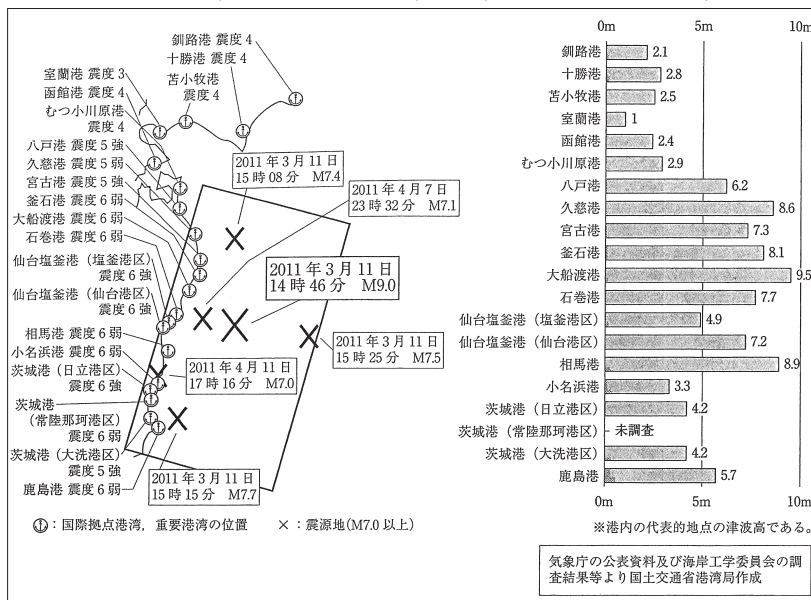 釧路港 震度4
十勝港 震度4
苫小牧港
震度4
室蘭港 震度3
函館港 震度4
むつ小川原港
震度4
八戸港 震度5強
久慈港 震度5弱
宮古港 震度5強
釜石港 震度6弱
大船渡港 震度6弱
石巻港 震度6弱
仙台塩釜港(塩釜港区)
震度6強
仙台塩釜港(仙台港区)
震度6強
相馬港 震度6弱
小名浜港 震度6弱
茨城港(日立港区)
震度6強
茨城港
(常陸那珂港区)
震度6弱
茨城港(大洗港区)
震度5強
鹿島港 震度6弱
2011年3月11日
15時08分 M7.4
2011年4月7日
23時32分 M7.1
2011年3月11日
14時46分 M9.0
2011年3月11日
15時25分 M7.5
2011年4月11日
17時16分 M7.0
2011年3月11日
15時15分 M7.7
:国際拠点港湾,重要港湾の位置 ×:震源地(M7.0以上)
0m 5m 10m
釧路港 2.1
十勝港 2.8
苫小牧港 2.5
室蘭港 1
函館港 2.4
むつ小川原港 2.9
八戸港 6.2
久慈港 8.6
宮古港 7.3
釜石港 8.1
大船渡港 9.5
石巻港 7.7
仙台塩釜港(塩釜港区) 4.9
仙台塩釜港(仙台港区) 7.2
相馬港 8.9
小名浜港 3.3
茨城港(日立港区) 4.2
茨城港(常陸那珂港区) 未調査
茨城港(大洗港区) 4.2
鹿島港 5.7
0m 5m 10m
※港内の代表的地点の津波高である。
気象庁の公表資料及び海岸工学委員会の調
査結果等より国土交通省港湾局作成